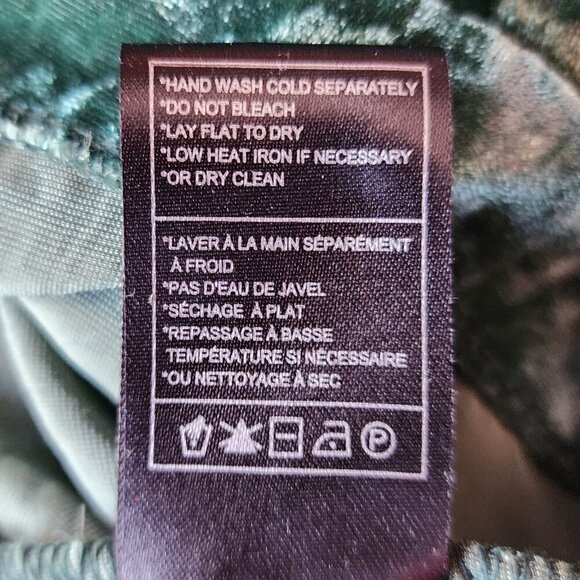 *HAND WASH COLD SEPARATELY
*DO NOT BLEACH
*LAY FLAT TO DRY
*LOW HEAT IRON IF NECESSARY
*OR DRY CLEAN
*LAVER À LA MAIN SÉPARÉMENT
À FROID
*PAS D'EAU DE JAVEL
*SÉCHAGE À PLAT
*REPASSAGE À BASSE
TEMPÉRATURE SI NÉCESSAIRE
*OU NETTOYAGE À SEC
P